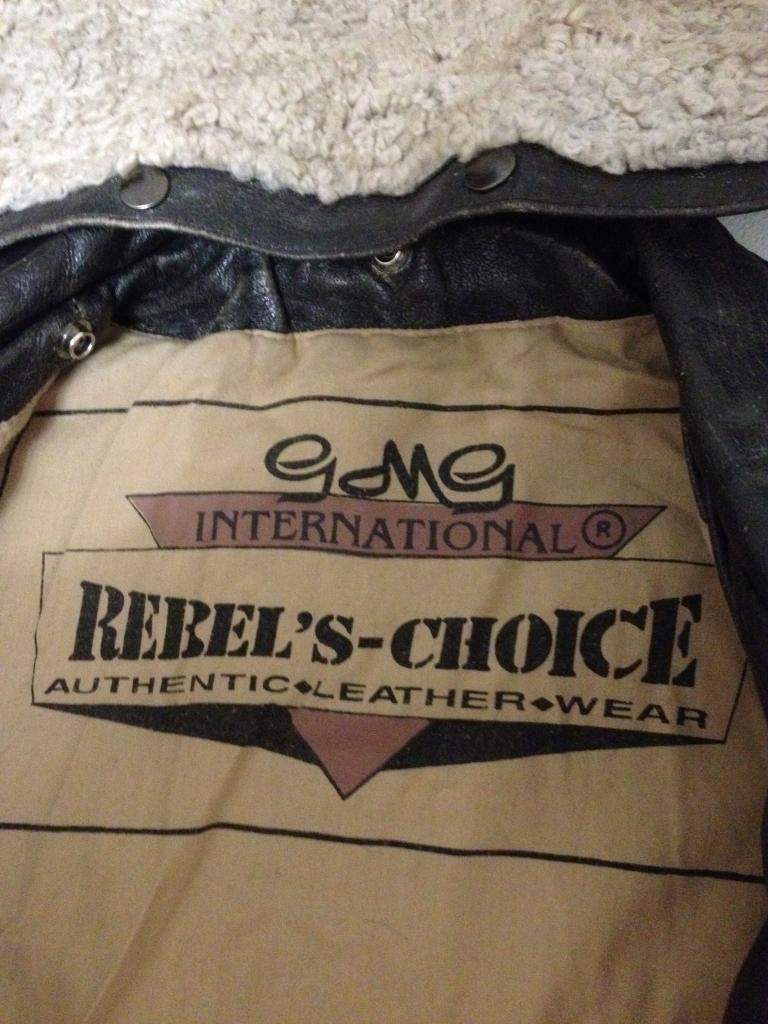 GMG
INTERNATIONAL ®
REBEL'S-CHOICE
AUTHENTIC◆LEATHER◆WEAR